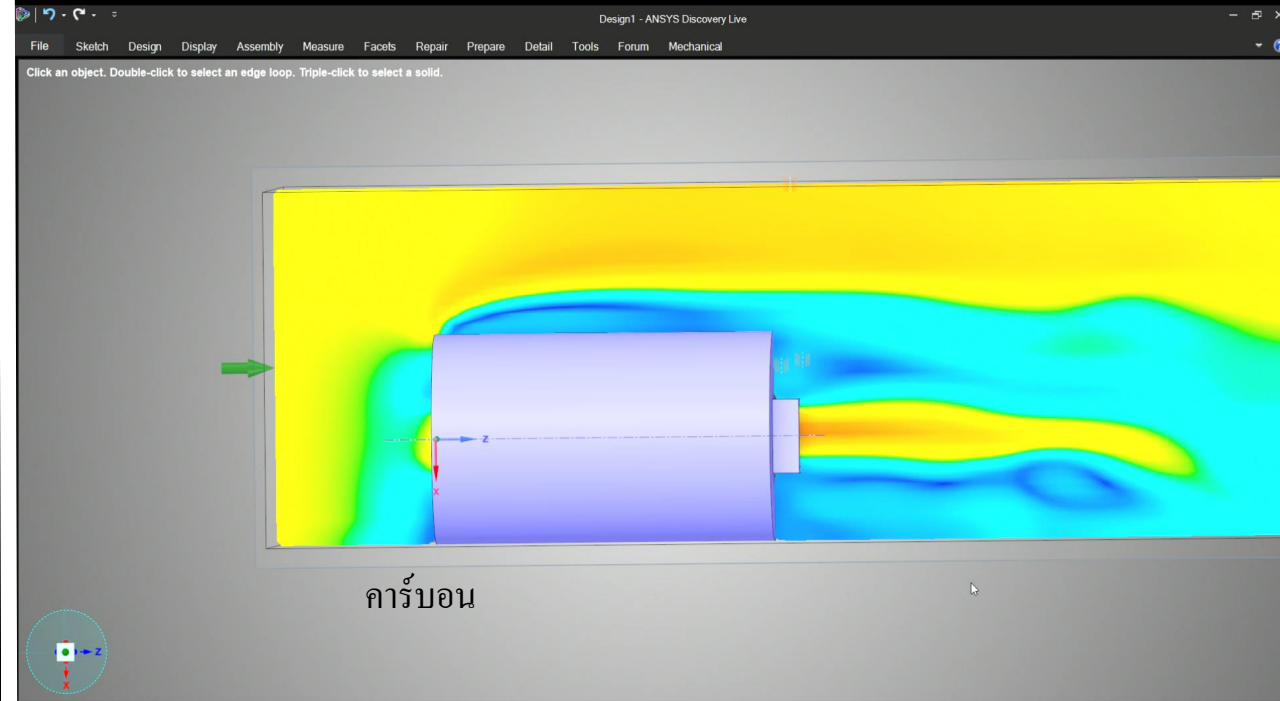 Design1 - ANSYS Discovery Live
File Sketch Design Display Assembly Measure Facets Repair Prepare Detail Tools Forum Mechanical
Click an object. Double-click to select an edge loop. Triple-click to select a solid.
Z
X
คาร์บอน
Z
X